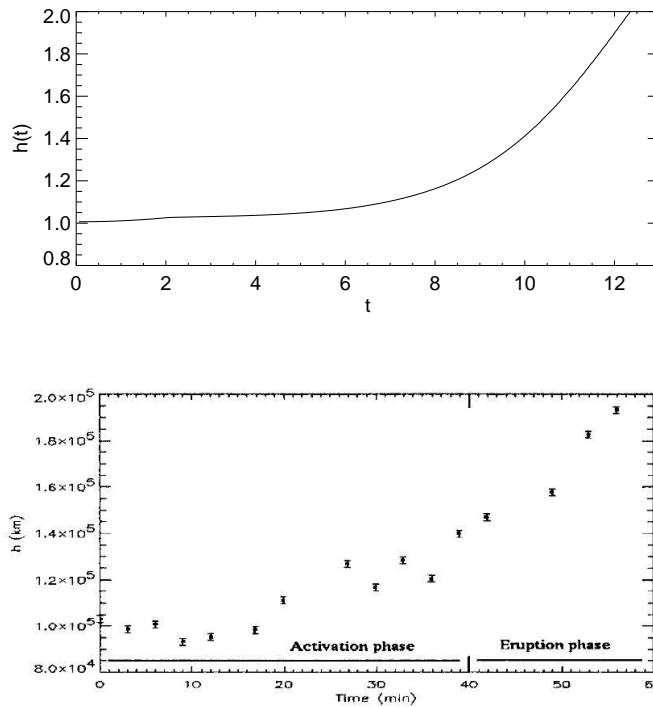 2.0
1.8
1.6
1.4
1.2
1.0
0.8
h(t)
0 2 4 6 8 10 12
t
2.0×10⁵
1.8×10⁵
1.6×10⁵
1.4×10⁵
1.2×10⁵
1.0×10⁵
8.0×10⁴
h (km)
Activation phase Eruption phase
0 10 20 30 40 50 60
Time (min)